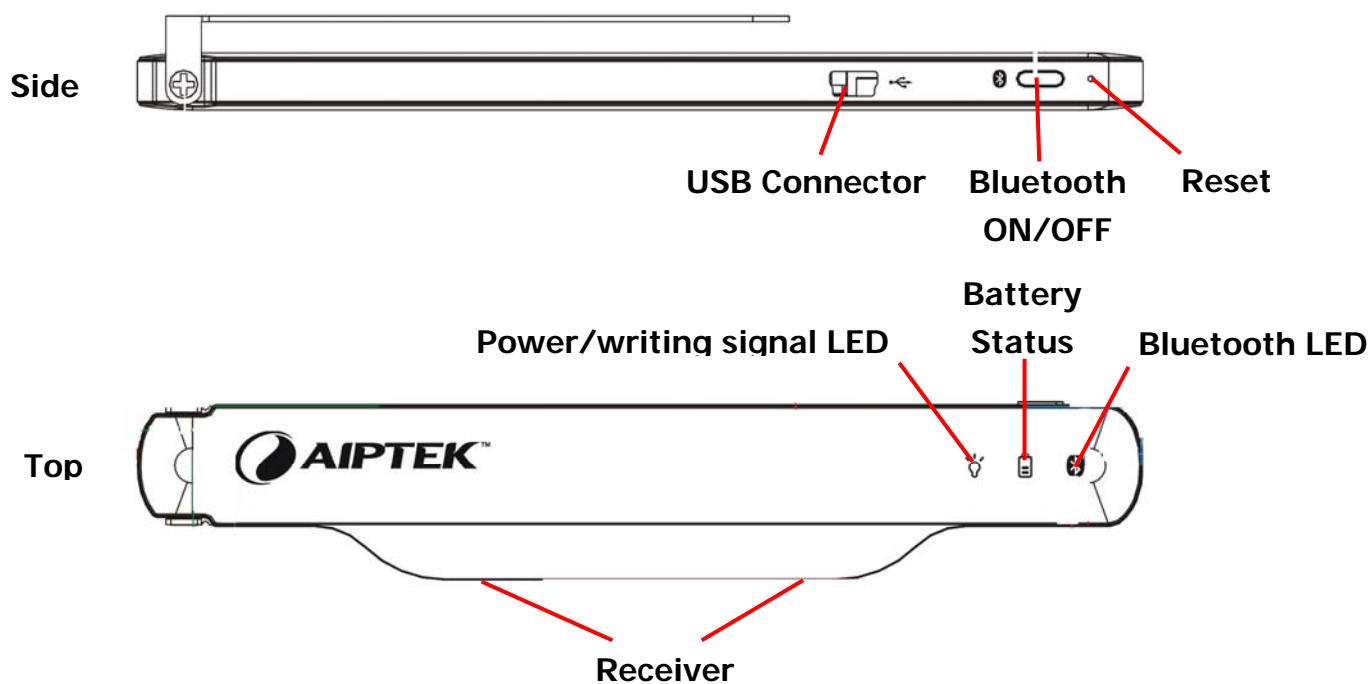 Side
USB Connector
Bluetooth
ON/OFF
Reset
Power/writing signal LED
Battery
Status
Bluetooth LED
Top
AIPTEK™
Receiver